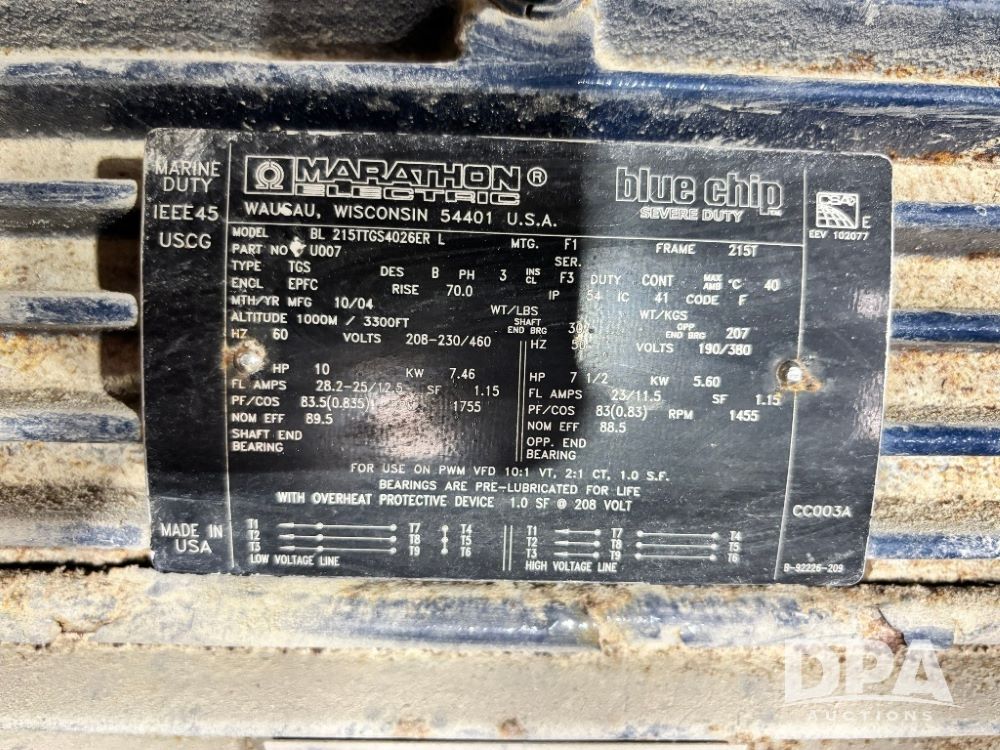 MARINE DUTY
IEEE45
USCG
MARATHON ®
ELECTRIC
WAUSAU, WISCONSIN 54401 U.S.A.
blue chip
SEVERE DUTY
CSA
E
EEV 102077
MODEL BL 215TTGS4026ER L MTG. F1 FRAME 215T
PART NO U007 SER.
TYPE TGS DES B PH 3 INS CL F3 DUTY CONT MAX AMB °C 40
ENCL EPFC RISE 70.0 IP 54 IC 41 CODE F
MTH/YR MFG 10/04 WT/LBS WT/KGS
ALTITUDE 1000M / 3300FT SHAFT END BRG OPP END BRG 207
HZ 60 VOLTS 208-230/460 HZ 50 VOLTS 190/380
HP 10 KW 7.46 HP 7 1/2 KW 5.60
FL AMPS 28.2-25/12.5 SF 1.15 FL AMPS 23/11.5 SF 1.15
PF/COS 83.5(0.835) 1755 PF/COS 83(0.83) RPM 1455
NOM EFF 89.5 NOM EFF 88.5
SHAFT END BEARING OPP. END BEARING
FOR USE ON PWM VFD 10:1 VT, 2:1 CT, 1.0 S.F.
BEARINGS ARE PRE-LUBRICATED FOR LIFE
WITH OVERHEAT PROTECTIVE DEVICE 1.0 SF @ 208 VOLT
CC003A
MADE IN USA
T1 T7 T4 T1 T7 T4
T2 T8 T5 T2 T8 T5
T3 T9 T6 T3 T9 T6
LOW VOLTAGE LINE HIGH VOLTAGE LINE
B-92226-209
DPA
AUCTIONS